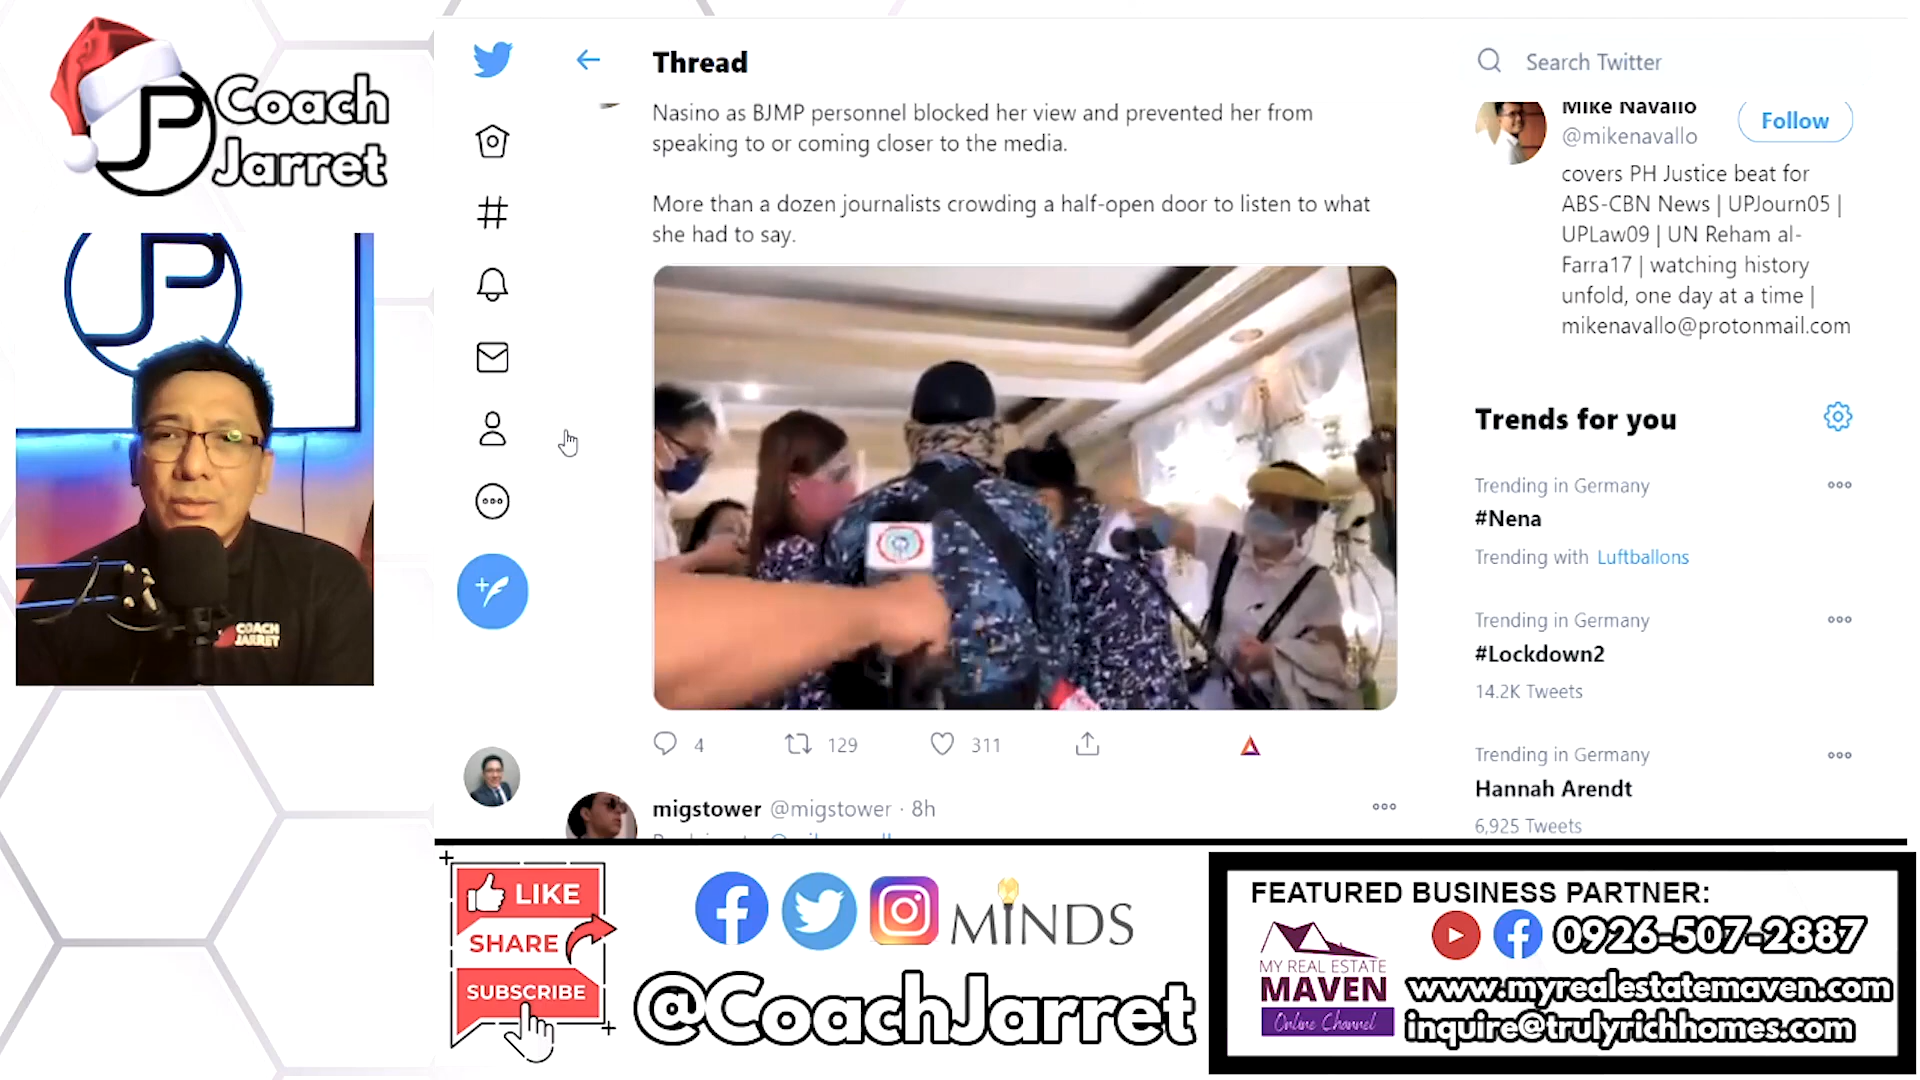 Coach
Jarret
COACH
JARRET
Thread
Nasino as BJMP personnel blocked her view and prevented her from
speaking to or coming closer to the media.
More than a dozen journalists crowding a half-open door to listen to what
she had to say.
4
129
311
migstower @migstower · 8h
Search Twitter
Mike Navallo
@mikenavallo
Follow
covers PH Justice beat for
ABS-CBN News | UPJourn05 |
UPLaw09 | UN Reham al-
Farra17 | watching history
unfold, one day at a time |
mikenavallo@protonmail.com
Trends for you
Trending in Germany
#Nena
Trending with Luftballons
Trending in Germany
#Lockdown2
14.2K Tweets
Trending in Germany
Hannah Arendt
6,925 Tweets
LIKE
SHARE
SUBSCRIBE
MINDS
@CoachJarret
FEATURED BUSINESS PARTNER:
0926-507-2887
MY REAL ESTATE
MAVEN
Online Channel
www.myrealestatemaven.com
inquire@trulyrichhomes.com